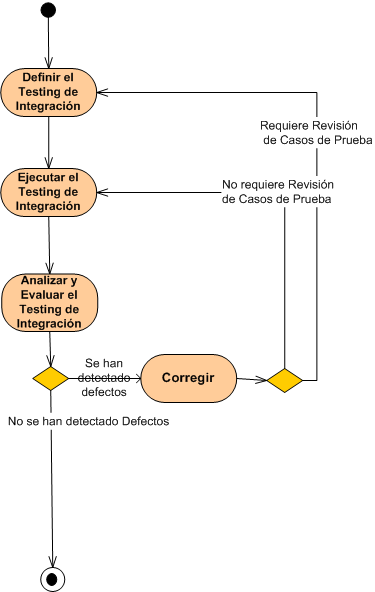 Definir el
Testing de
Integración
Requiere Revisión
de Casos de Prueba
Ejecutar el
Testing de
Integración
No requiere Revisión
de Casos de Prueba
Analizar y
Evaluar el
Testing de
Integración
Se han
detectado
defectos
Corregir
No se han detectado Defectos